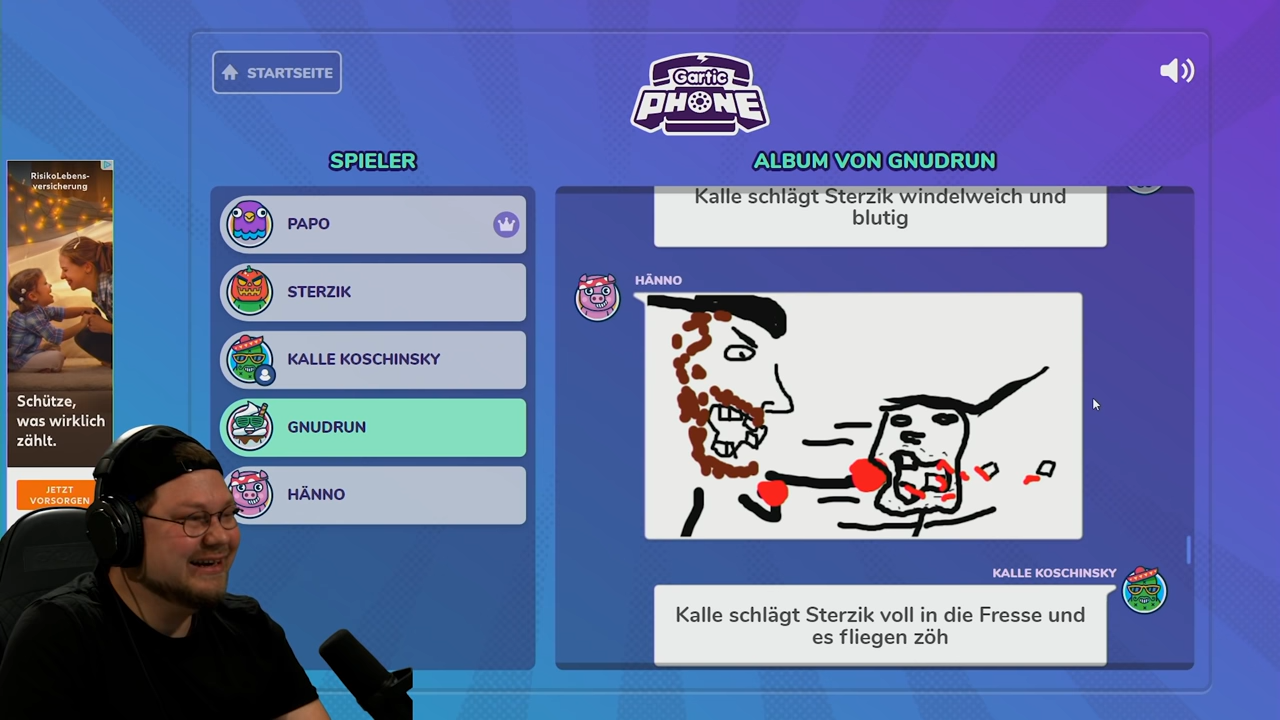 STARTSEITE
Gartic
PHONE
SPIELER
ALBUM VON GNUDRUN
RisikoLebens-
versicherung
Schütze,
was wirklich
zählt.
JETZT
VORSORGEN
PAPO
STERZIK
KALLE KOSCHINSKY
GNUDRUN
HÄNNO
Kalle schlägt Sterzik windelweich und
blutig
HÄNNO
KALLE KOSCHINSKY
Kalle schlägt Sterzik voll in die Fresse und
es fliegen zöh